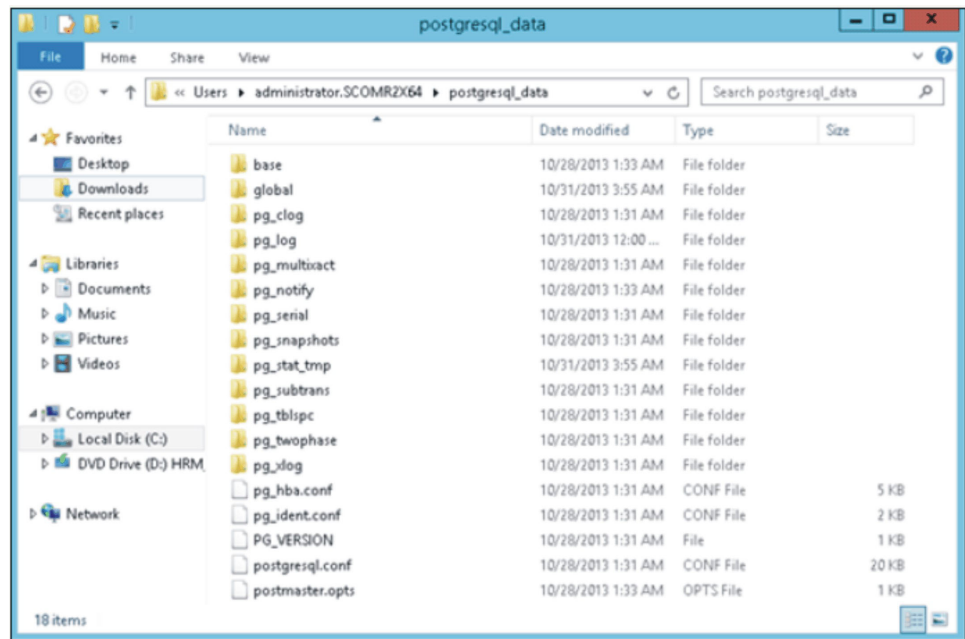 postgresql_data
File Home Share View
« Users administrator.SCOMR2X64 postgresql_data Search postgresql_data
Name Date modified Type Size
Favorites
Desktop
Downloads
Recent places
Libraries
Documents
Music
Pictures
Videos
Computer
Local Disk (C:)
DVD Drive (D:) HRM_
Network
base 10/28/2013 1:33 AM File folder
global 10/31/2013 3:55 AM File folder
pg_clog 10/28/2013 1:31 AM File folder
pg_log 10/31/2013 12:00 ... File folder
pg_multixact 10/28/2013 1:31 AM File folder
pg_notify 10/28/2013 1:33 AM File folder
pg_serial 10/28/2013 1:31 AM File folder
pg_snapshots 10/28/2013 1:31 AM File folder
pg_stat_tmp 10/31/2013 3:55 AM File folder
pg_subtrans 10/28/2013 1:31 AM File folder
pg_tblspc 10/28/2013 1:31 AM File folder
pg_twophase 10/28/2013 1:31 AM File folder
pg_xlog 10/28/2013 1:31 AM File folder
pg_hba.conf 10/28/2013 1:31 AM CONF File 5 KB
pg_ident.conf 10/28/2013 1:31 AM CONF File 2 KB
PG_VERSION 10/28/2013 1:31 AM File 1 KB
postgresql.conf 10/28/2013 1:31 AM CONF File 20 KB
postmaster.opts 10/28/2013 1:33 AM OPTS File 1 KB
18 items